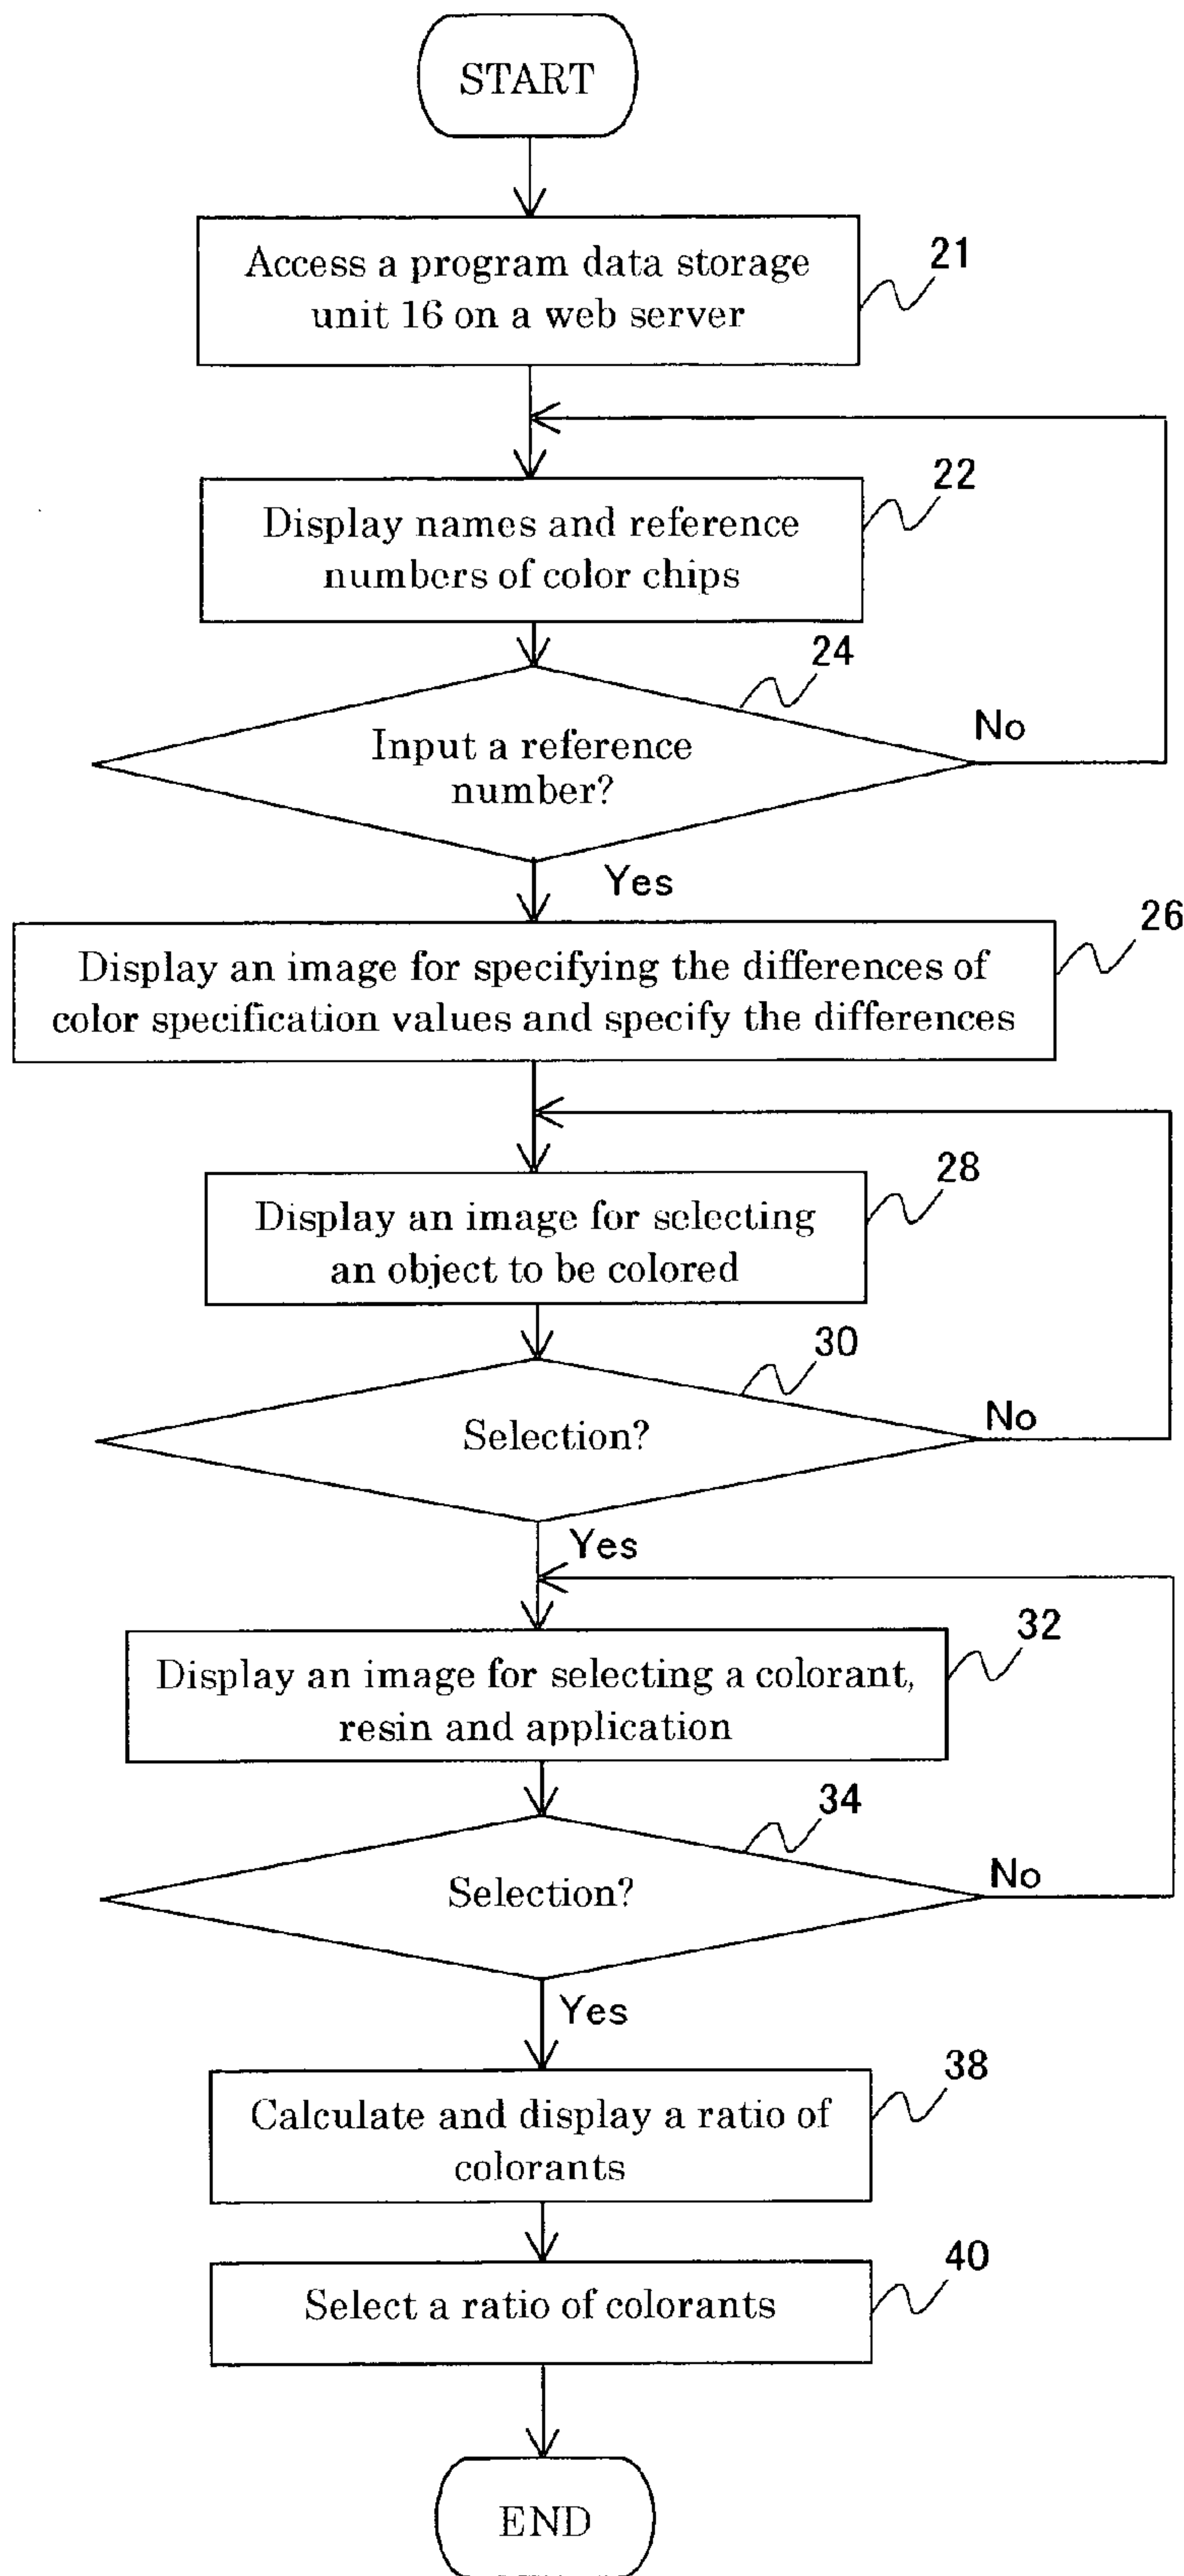 START
Access a program data storage
unit 16 on a web server
21
Display names and reference
numbers of color chips
22
24
Input a reference
number?
No
Yes
26
Display an image for specifying the differences of
color specification values and specify the differences
28
Display an image for selecting
an object to be colored
30
Selection?
No
Yes
32
Display an image for selecting a colorant,
resin and application
34
Selection?
No
Yes
38
Calculate and display a ratio of
colorants
40
Select a ratio of colorants
END